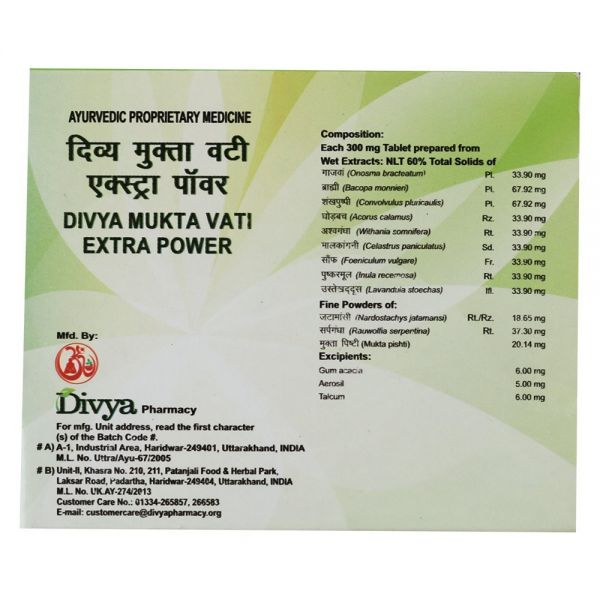 AYURVEDIC PROPRIETARY MEDICINE
दिव्य मुक्ता वटी
एक्स्ट्रा पॉवर
DIVYA MUKTA VATI
EXTRA POWER
Mfd. By:
Divya Pharmacy
For mfg. Unit address, read the first character
(s) of the Batch Code #.
# A) A-1, Industrial Area, Haridwar-249401, Uttarakhand, INDIA
M.L. No. Uttra/Ayu-67/2005
# B) Unit-II, Khasra No. 210, 211, Patanjali Food & Herbal Park,
Laksar Road, Padartha, Haridwar-249404, Uttarakhand, INDIA
M.L. No. UK.AY-274/2013
Customer Care No.: 01334-265857, 266583
E-mail: customercare@divyapharmacy.org
Composition:
Each 300 mg Tablet prepared from
Wet Extracts: NLT 60% Total Solids of
गाजवां (Onosma bracteatum) Pl. 33.90 mg
ब्राह्मी (Bacopa monnieri) Pl. 67.92 mg
शंखपुष्पी (Convolvulus pluricaulis) Pl. 67.92 mg
घोड़बच (Acorus calamus) Rz. 33.90 mg
अश्वगंधा (Withania somnifera) Rt. 33.90 mg
मालकांगनी (Celastrus paniculatus) Sd. 33.90 mg
सौंफ (Foeniculum vulgare) Fr. 33.90 mg
पुष्करमूल (Inula recemosa) Rt. 33.90 mg
उस्तेखद्दूस (Lavandula stoechas) Ifl. 33.90 mg
Fine Powders of:
जटामांसी (Nardostachys jatamansi) Rt./Rz. 18.65 mg
सर्पगंधा (Rauwolfia serpentina) Rt. 37.30 mg
मुक्ता पिष्टी (Mukta pishti) 20.14 mg
Excipients:
Gum acacia 6.00 mg
Aerosil 5.00 mg
Talcum 6.00 mg